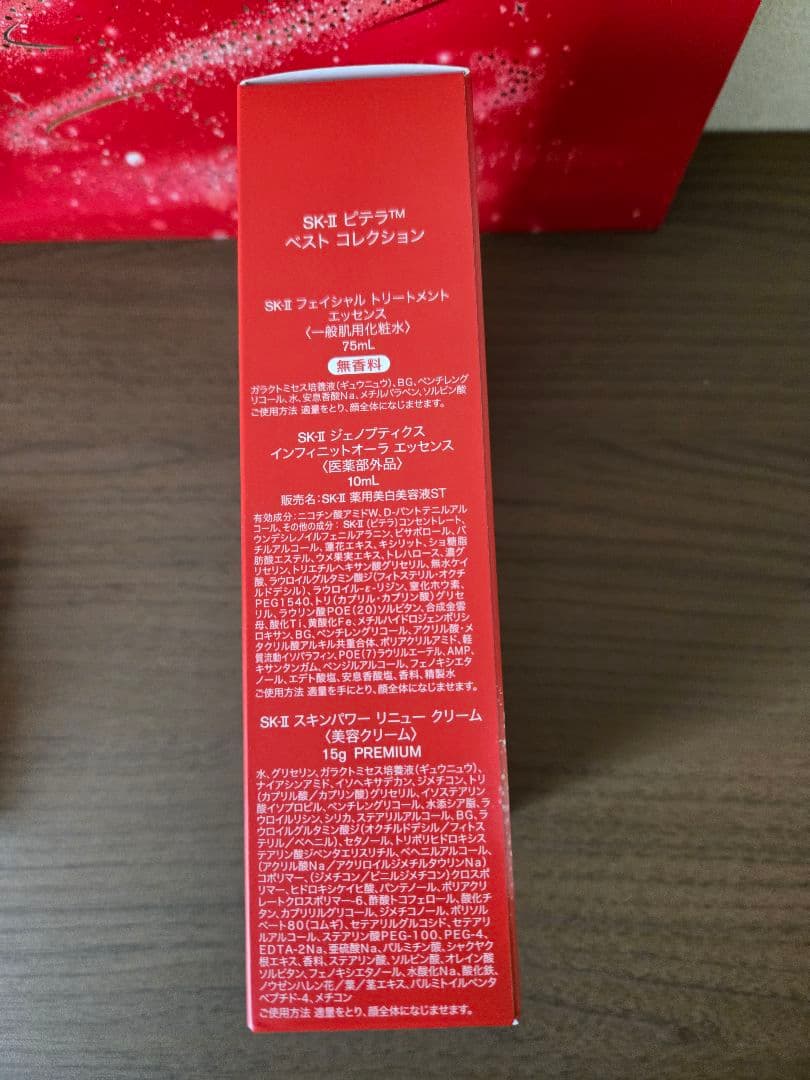 SK-II ピテラ™
ベスト コレクション
SK-II フェイシャル トリートメント
エッセンス
〈一般肌用化粧水〉
75mL
無香料
ガラクトミセス培養液(ギュウニュウ)、BG、ペンチレング
リコール、水、安息香酸Na、メチルパラベン、ソルビン酸
ご使用方法 適量をとり、顔全体になじませます。
SK-II ジェノプティクス
インフィニットオーラ エッセンス
〈医薬部外品〉
10mL
販売名:SK-II 薬用美白美容液ST
有効成分:ニコチン酸アミドW、D-パントテニルアル
コール、その他の成分:SK-II(ピテラ)コンセントレート、
ウンデシレノイルフェニルアラニン、ビサボロール、バ
チルアルコール、蓮花エキス、キシリット、ショ糖脂
肪酸エステル、ウメ果実エキス、トレハロース、濃グ
リセリン、トリエチルヘキサン酸グリセリル、無水ケイ
酸、ラウロイルグルタミン酸ジ(フィトステリル・オクチ
ルドデシル)、ラウロイル-ε-リジン、窒化ホウ素、
PEG1540、トリ(カプリル・カプリン酸)グリセ
リル、ラウリン酸POE(20)ソルビタン、合成金雲
母、酸化Ti、黄酸化Fe、メチルハイドロジェンポリシ
ロキサン、BG、ペンチレングリコール、アクリル酸・メ
タクリル酸アルキル共重合体、ポリアクリルアミド、軽
質流動イソパラフィン、POE(7)ラウリルエーテル、AMP、
キサンタンガム、ベンジルアルコール、フェノキシエタ
ノール、エデト酸塩、安息香酸塩、香料、精製水
ご使用方法 適量を手にとり、顔全体になじませます。
SK-II スキンパワー リニュー クリーム
〈美容クリーム〉
15g PREMIUM
水、グリセリン、ガラクトミセス培養液(ギュウニュウ)、
ナイアシンアミド、イソヘキサデカン、ジメチコン、トリ
(カプリル酸/カプリン酸)グリセリル、イソステアリン
酸イソプロピル、ペンチレングリコール、水添シア脂、ラ
ウロイルリシン、シリカ、ステアリルアルコール、BG、ラ
ウロイルグルタミン酸ジ(オクチルドデシル/フィトス
テリル/ベヘニル)、セタノール、トリポリヒドロキシス
テアリン酸ジペンタエリスリチル、ベヘニルアルコール、
(アクリル酸Na/アクリロイルジメチルタウリンNa)
コポリマー、(ジメチコン/ビニルジメチコン)クロスポ
リマー、ヒドロキシケイヒ酸、パンテノール、ポリアクリ
レートクロスポリマー-6、酢酸トコフェロール、酸化チ
タン、カプリリルグリコール、ジメチコノール、ポリソル
ベート80(コムギ)、セテアリルグルコシド、セテアリ
ルアルコール、ステアリン酸PEG-100、PEG-4、
EDTA-2Na、亜硫酸Na、パルミチン酸、シャクヤク
根エキス、香料、ステアリン酸、ソルビン酸、オレイン酸
ソルビタン、フェノキシエタノール、水酸化Na、酸化鉄、
ノウゼンハレン花/葉/茎エキス、パルミトイルペンタ
ペプチド-4、メチコン
ご使用方法 適量をとり、顔全体になじませます。